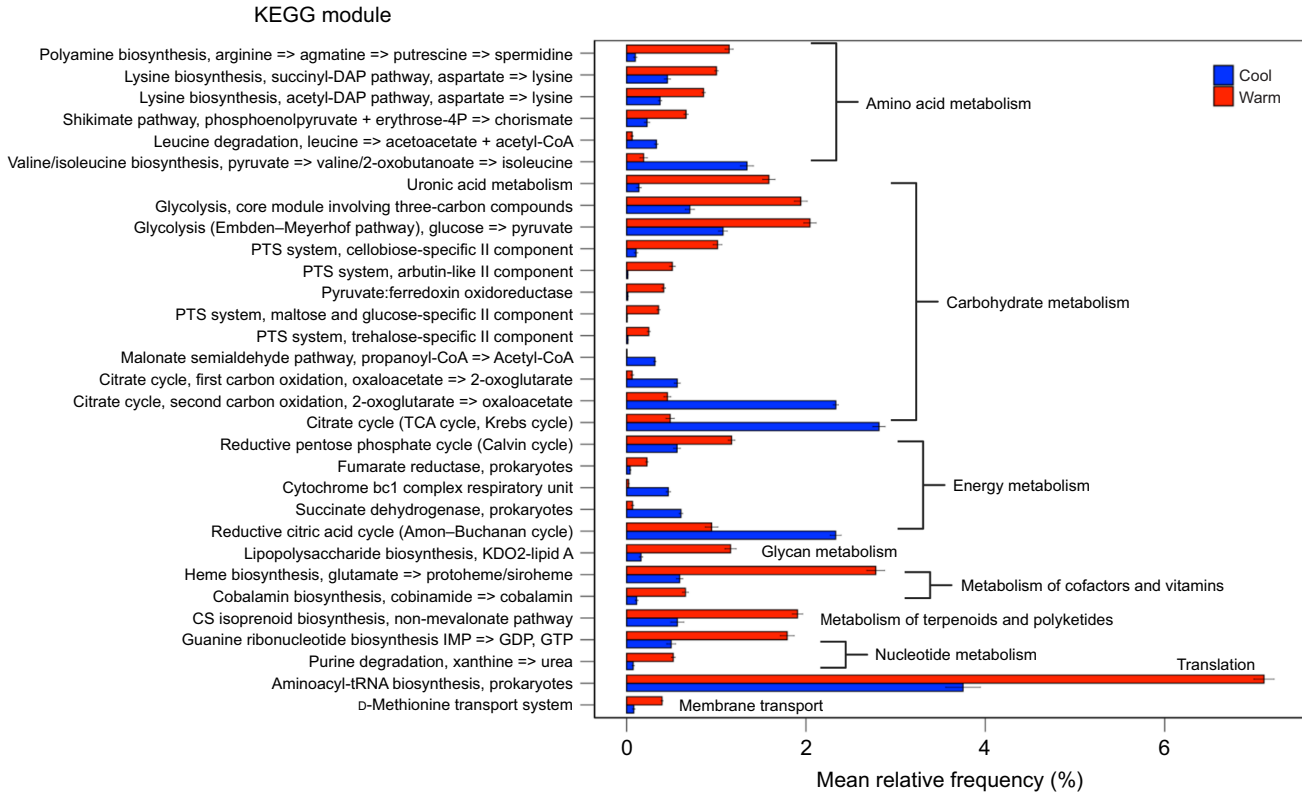 KEGG module
Polyamine biosynthesis, arginine => agmatine => putrescine => spermidine
Lysine biosynthesis, succinyl-DAP pathway, aspartate => lysine
Lysine biosynthesis, acetyl-DAP pathway, aspartate => lysine
Shikimate pathway, phosphoenolpyruvate + erythrose-4P => chorismate
Leucine degradation, leucine => acetoacetate + acetyl-CoA
Valine/isoleucine biosynthesis, pyruvate => valine/2-oxobutanoate => isoleucine
Uronic acid metabolism
Glycolysis, core module involving three-carbon compounds
Glycolysis (Embden–Meyerhof pathway), glucose => pyruvate
PTS system, cellobiose-specific II component
PTS system, arbutin-like II component
Pyruvate:ferredoxin oxidoreductase
PTS system, maltose and glucose-specific II component
PTS system, trehalose-specific II component
Malonate semialdehyde pathway, propanoyl-CoA => Acetyl-CoA
Citrate cycle, first carbon oxidation, oxaloacetate => 2-oxoglutarate
Citrate cycle, second carbon oxidation, 2-oxoglutarate => oxaloacetate
Citrate cycle (TCA cycle, Krebs cycle)
Reductive pentose phosphate cycle (Calvin cycle)
Fumarate reductase, prokaryotes
Cytochrome bc1 complex respiratory unit
Succinate dehydrogenase, prokaryotes
Reductive citric acid cycle (Arnon–Buchanan cycle)
Lipopolysaccharide biosynthesis, KDO2-lipid A
Heme biosynthesis, glutamate => protoheme/siroheme
Cobalamin biosynthesis, cobinamide => cobalamin
CS isoprenoid biosynthesis, non-mevalonate pathway
Guanine ribonucleotide biosynthesis IMP => GDP, GTP
Purine degradation, xanthine => urea
Aminoacyl-tRNA biosynthesis, prokaryotes
D-Methionine transport system
Cool
Warm
Amino acid metabolism
Carbohydrate metabolism
Energy metabolism
Glycan metabolism
Metabolism of cofactors and vitamins
Metabolism of terpenoids and polyketides
Nucleotide metabolism
Translation
Membrane transport
0 2 4 6
Mean relative frequency (%)